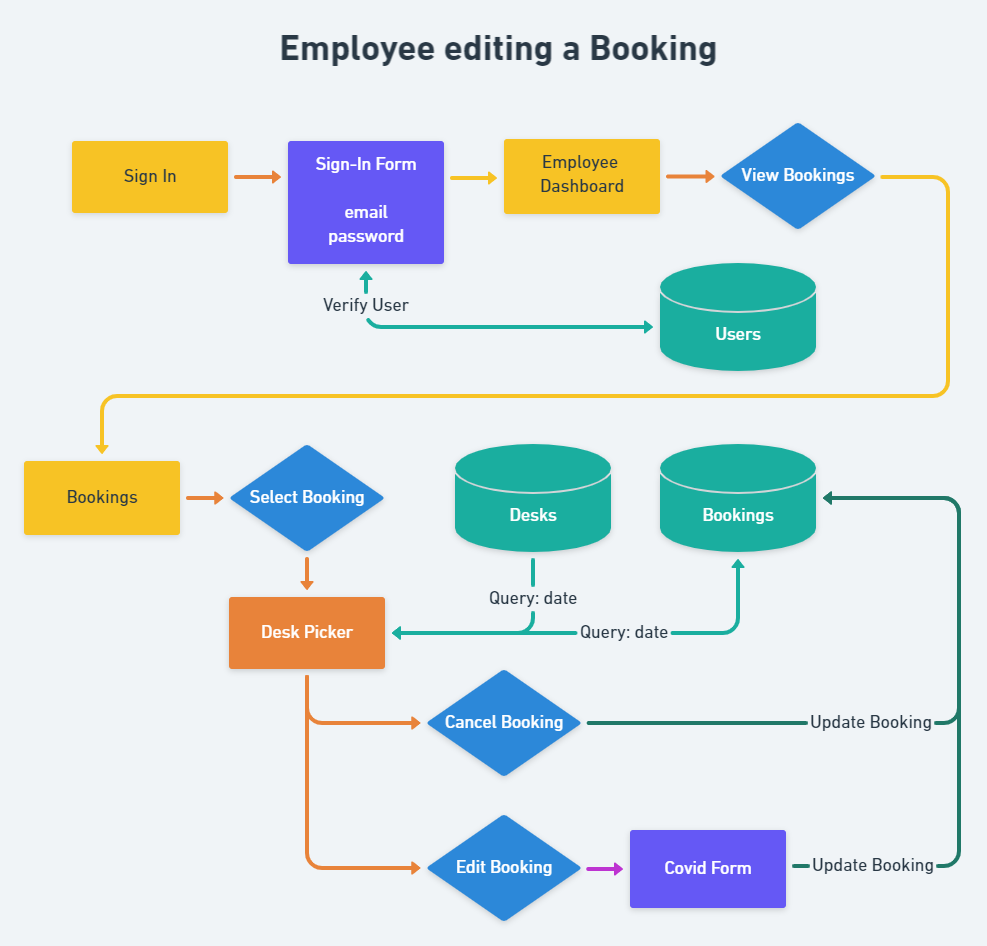 Employee editing a Booking
Sign In
Sign-In Form
email
password
Employee
Dashboard
View Bookings
Verify User
Users
Bookings
Select Booking
Desks
Bookings
Query: date
Desk Picker
Query: date
Cancel Booking
Update Booking
Edit Booking
Covid Form
Update Booking